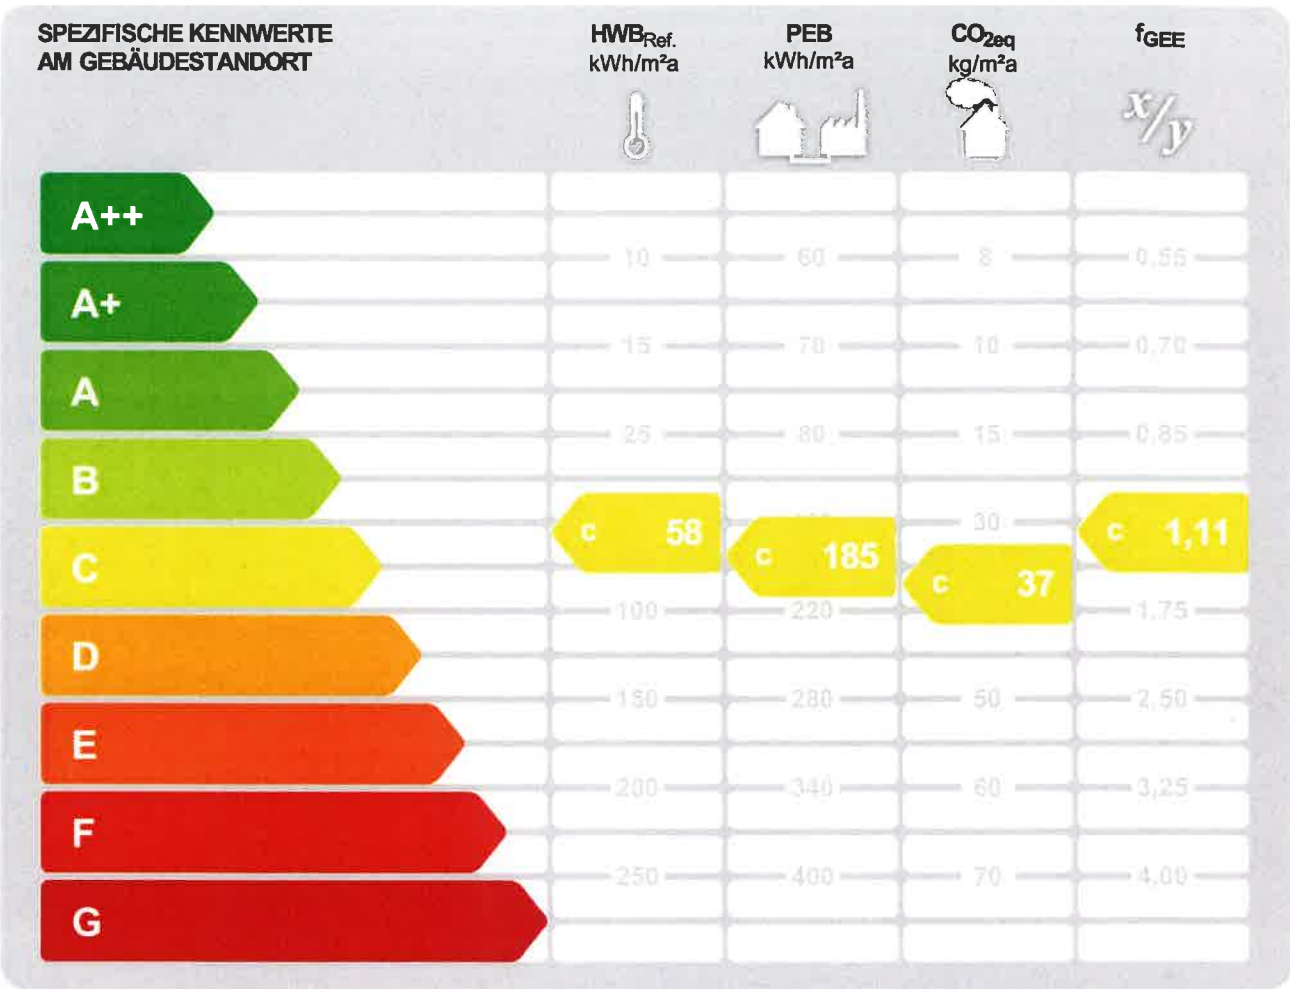 SPEZIFISCHE KENNWERTE
AM GEBÄUDESTANDORT
HWB Ref.
kWh/m²a
PEB
kWh/m²a
CO2eq
kg/m²a
fGEE
x/y
A++
10 60 8 0,55
A+
15 70 10 0,70
A
25 80 15 0,85
B
30
c 58
c 185
c 37
c 1,11
C
100 220 1,75
D
150 280 50 2,50
E
200 340 60 3,25
F
250 400 70 4,00
G